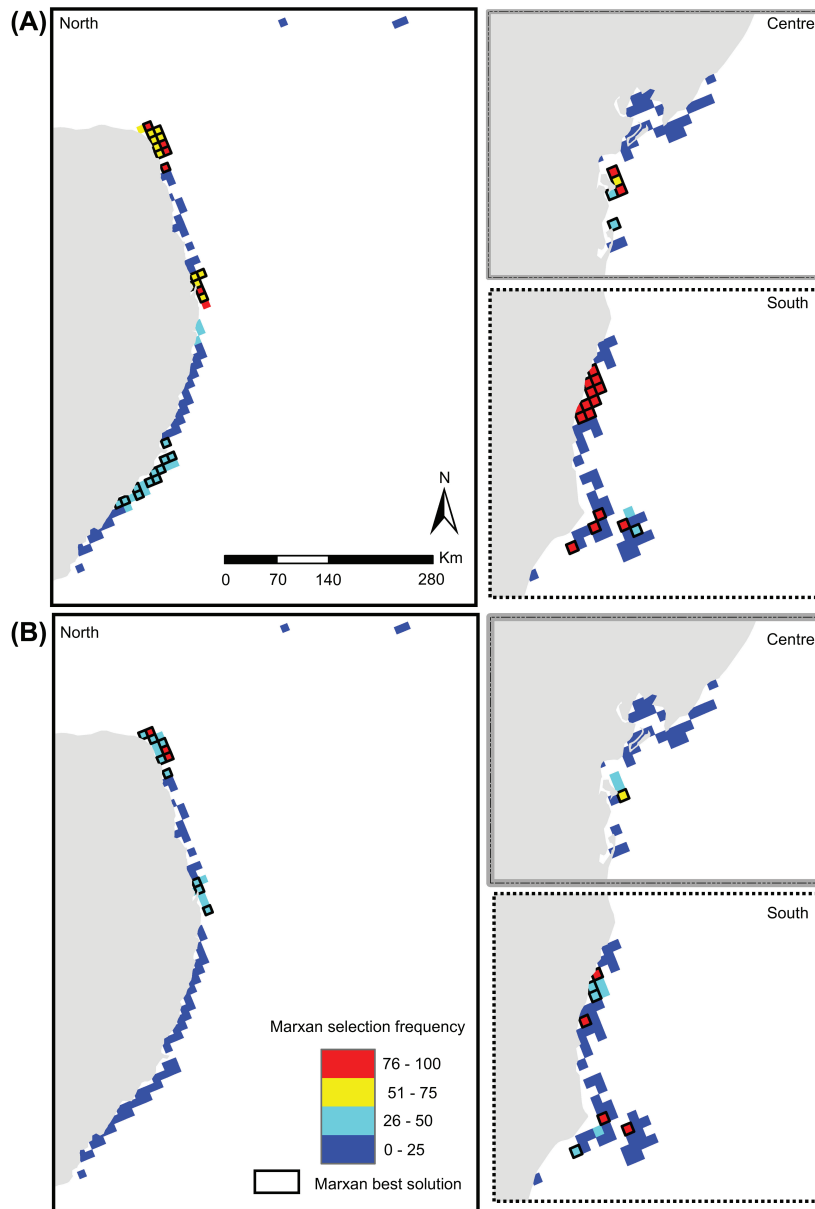 (A)
North
Centre
South
N
Km
0 70 140 280
(B)
North
Centre
South
Marxan selection frequency
76 - 100
51 - 75
26 - 50
0 - 25
Marxan best solution